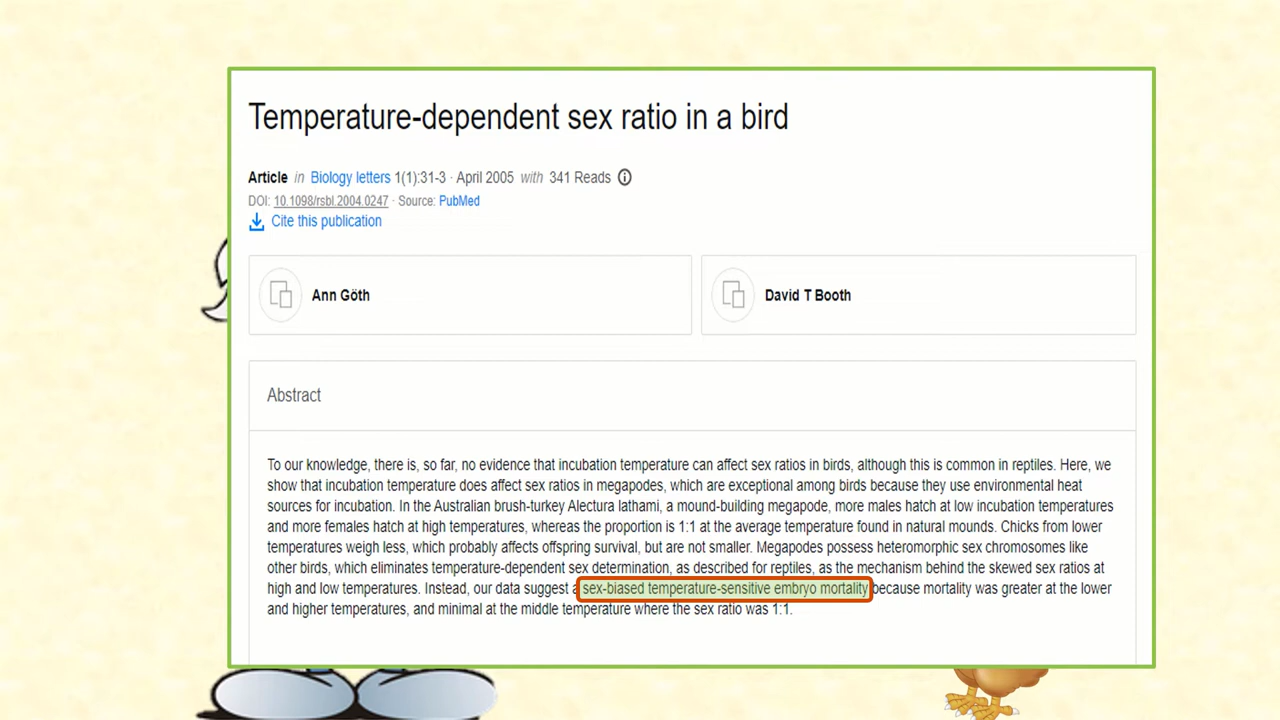 Temperature-dependent sex ratio in a bird
Article in Biology letters 1(1):31-3 · April 2005 with 341 Reads
DOI: 10.1098/rsbl.2004.0247 · Source: PubMed
Cite this publication
Ann Göth
David T Booth
Abstract
To our knowledge, there is, so far, no evidence that incubation temperature can affect sex ratios in birds, although this is common in reptiles. Here, we
show that incubation temperature does affect sex ratios in megapodes, which are exceptional among birds because they use environmental heat
sources for incubation. In the Australian brush-turkey Alectura lathami, a mound-building megapode, more males hatch at low incubation temperatures
and more females hatch at high temperatures, whereas the proportion is 1:1 at the average temperature found in natural mounds. Chicks from lower
temperatures weigh less, which probably affects offspring survival, but are not smaller. Megapodes possess heteromorphic sex chromosomes like
other birds, which eliminates temperature-dependent sex determination, as described for reptiles, as the mechanism behind the skewed sex ratios at
high and low temperatures. Instead, our data suggest a sex-biased temperature-sensitive embryo mortality because mortality was greater at the lower
and higher temperatures, and minimal at the middle temperature where the sex ratio was 1:1.